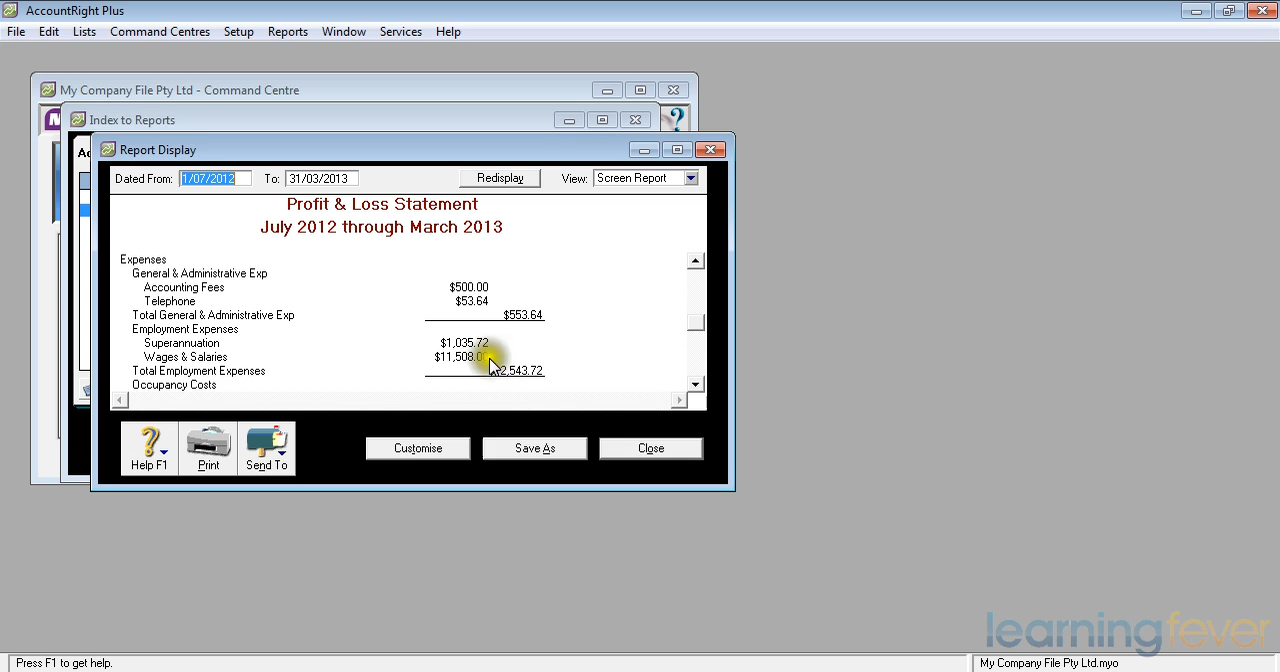 AccountRight Plus
File Edit Lists Command Centres Setup Reports Window Services Help
My Company File Pty Ltd - Command Centre
Index to Reports
Report Display
Dated From: 1/07/2012 To: 31/03/2013 Redisplay View: Screen Report
Profit & Loss Statement
July 2012 through March 2013
Expenses
General & Administrative Exp
Accounting Fees $500.00
Telephone $53.64
Total General & Administrative Exp $553.64
Employment Expenses
Superannuation $1,035.72
Wages & Salaries
Total Employment Expenses
Occupancy Costs
Help F1 Print Send To Customise Save As Close
learningfever
Press F1 to get help. My Company File Pty Ltd.myo